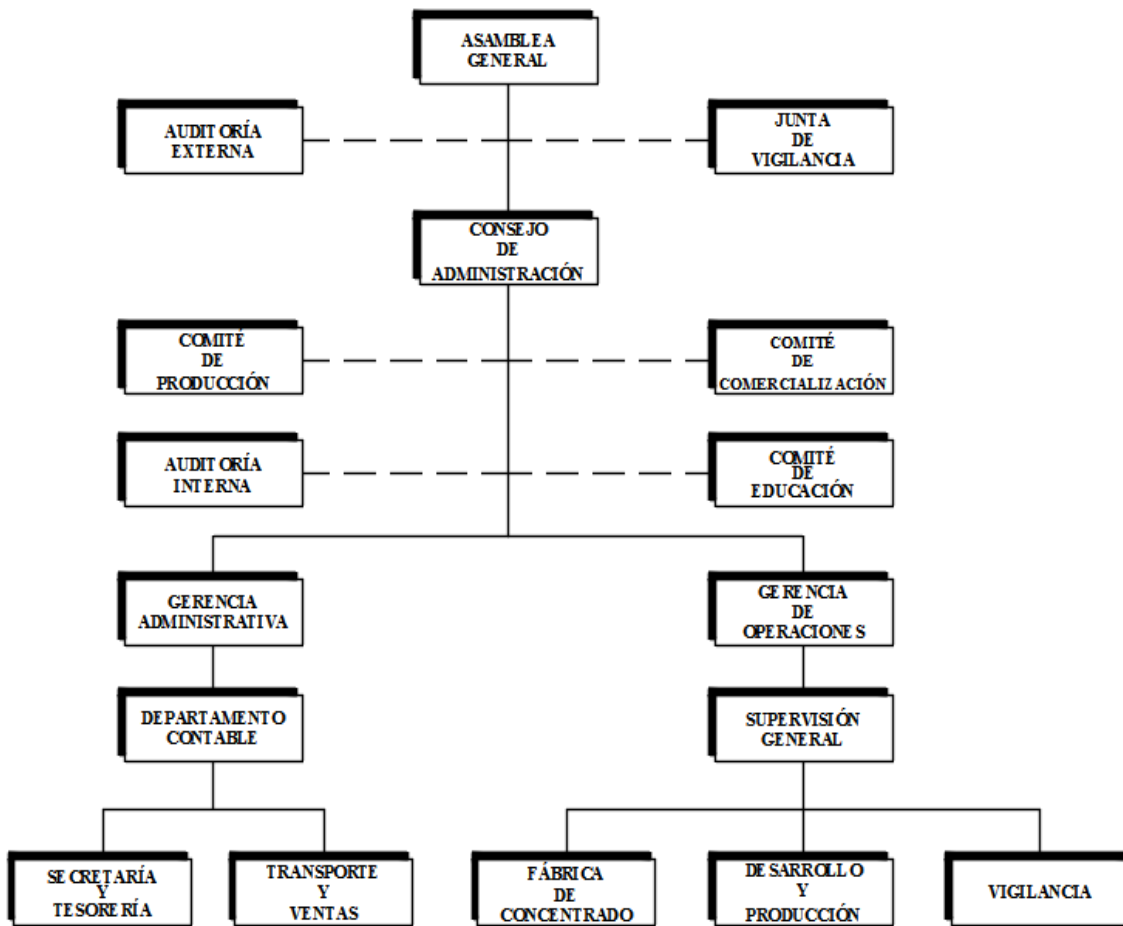 ASAMBLEA
GENERAL
AUDITORÍA
EXTERNA
JUNTA
DE
VIGILANCIA
CONSEJO
DE
ADMINISTRACIÓN
COMITÉ
DE
PRODUCCIÓN
COMITÉ
DE
COMERCIALIZACIÓN
AUDITORÍA
INTERNA
COMITÉ
DE
EDUCACIÓN
GERENCIA
ADMINISTRATIVA
GERENCIA
DE
OPERACIONES
DEPARTAMENTO
CONTABLE
SUPERVISIÓN
GENERAL
SECRETARÍA
Y
TESORERÍA
TRANSPORTE
Y
VENTAS
FÁBRICA
DE
CONCENTRADO
DESARROLLO
Y
PRODUCCIÓN
VIGILANCIA